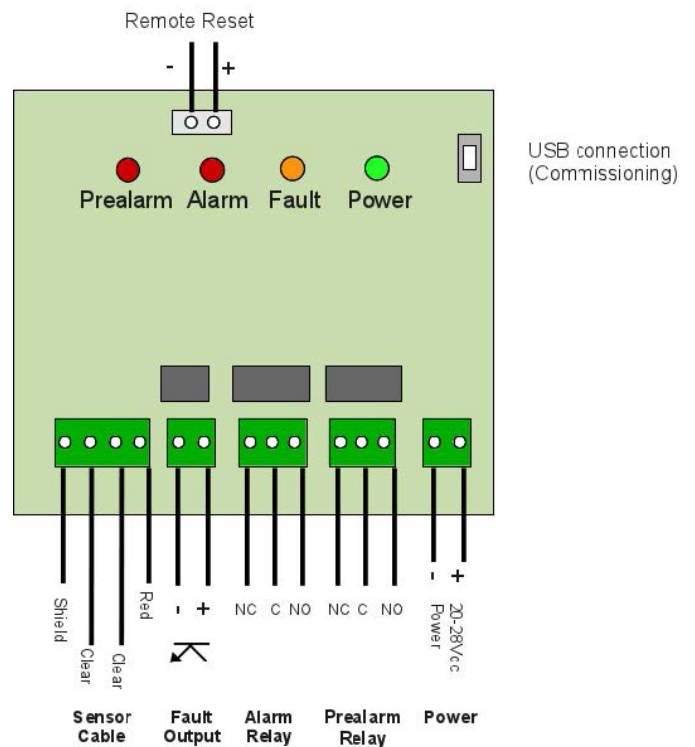 Remote Reset
- +
USB connection
(Commissioning)
Prealarm Alarm Fault Power
Shield
Clear
Clear
Red
- +
NC C NO
NC C NO
- +
Power
20-28Vcc
Sensor
Cable
Fault
Output
Alarm
Relay
Prealarm
Relay
Power